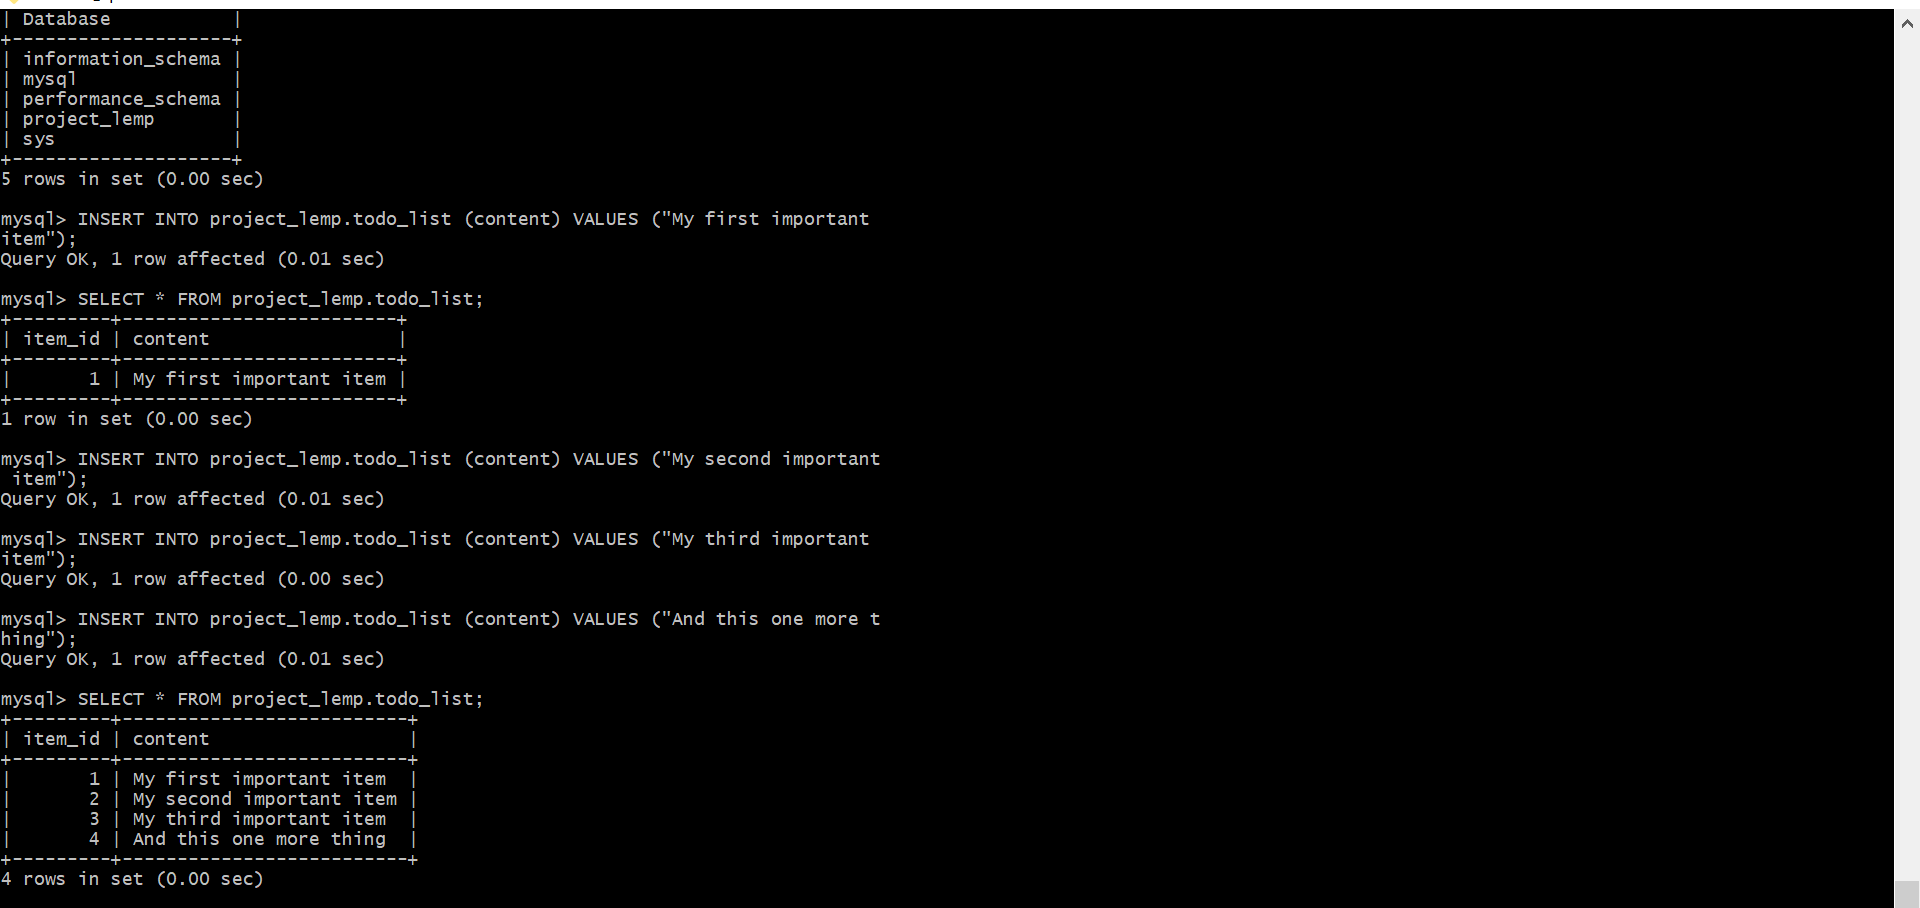 | Database           |
+--------------------+
| information_schema |
| mysql              |
| performance_schema |
| project_lemp       |
| sys                |
+--------------------+
5 rows in set (0.00 sec)

mysql> INSERT INTO project_lemp.todo_list (content) VALUES ("My first important
item");
Query OK, 1 row affected (0.01 sec)

mysql> SELECT * FROM project_lemp.todo_list;
+---------+-------------------------+
| item_id | content                 |
+---------+-------------------------+
|       1 | My first important item |
+---------+-------------------------+
1 row in set (0.00 sec)

mysql> INSERT INTO project_lemp.todo_list (content) VALUES ("My second important
 item");
Query OK, 1 row affected (0.01 sec)

mysql> INSERT INTO project_lemp.todo_list (content) VALUES ("My third important
item");
Query OK, 1 row affected (0.00 sec)

mysql> INSERT INTO project_lemp.todo_list (content) VALUES ("And this one more t
hing");
Query OK, 1 row affected (0.01 sec)

mysql> SELECT * FROM project_lemp.todo_list;
+---------+--------------------------+
| item_id | content                  |
+---------+--------------------------+
|       1 | My first important item  |
|       2 | My second important item |
|       3 | My third important item  |
|       4 | And this one more thing  |
+---------+--------------------------+
4 rows in set (0.00 sec)